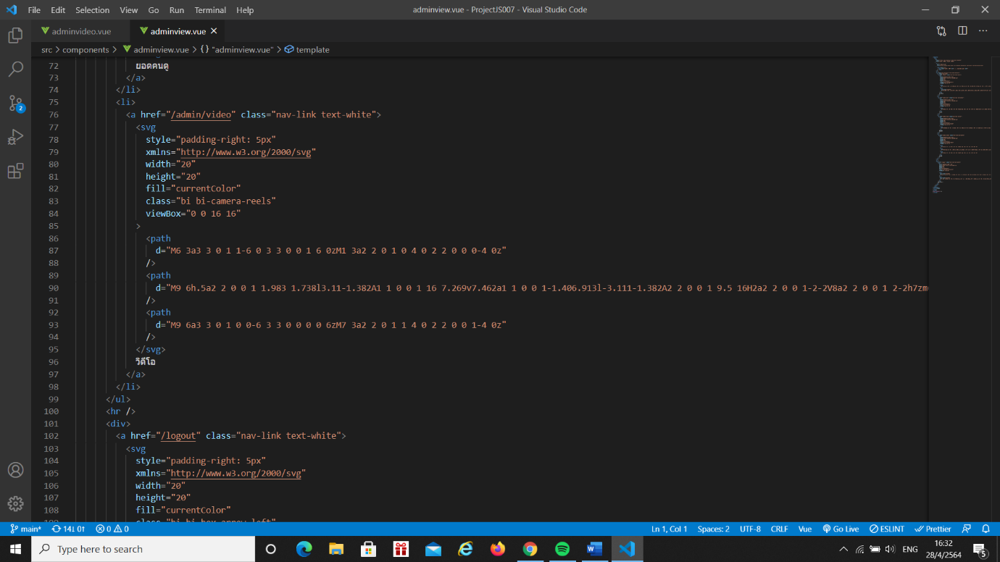 File Edit Selection View Go Run Terminal Help adminview.vue - ProjectJS007 - Visual Studio Code
adminvideo.vue adminview.vue
src > components > adminview.vue > {} "adminview.vue" > template
72 ยอดคนดู
73 </a>
74 </li>
75 <li>
76 <a href="/admin/video" class="nav-link text-white">
77 <svg
78 style="padding-right: 5px"
79 xmlns="http://www.w3.org/2000/svg"
80 width="20"
81 height="20"
82 fill="currentColor"
83 class="bi bi-camera-reels"
84 viewBox="0 0 16 16"
85 >
86 <path
87 d="M6 3a3 3 0 1 1-6 0 3 3 0 0 1 6 0zM1 3a2 2 0 1 0 4 0 2 2 0 0 0-4 0z"
88 />
89 <path
90 d="M9 6h.5a2 2 0 0 1 1.983 1.738l3.11-1.382A1 1 0 0 1 16 7.269v7.462a1 1 0 0 1-1.406.913l-3.111-1.382A2 2 0 0 1 9.5 16H2a2 2 0 0 1-2-2V8a2 2 0 0 1 2-2h7zm
91 />
92 <path
93 d="M9 6a3 3 0 1 0 0-6 3 3 0 0 0 0 6zM7 3a2 2 0 1 1 4 0 2 2 0 0 1-4 0z"
94 />
95 </svg>
96 วิดีโอ
97 </a>
98 </li>
99 </ul>
100 <hr />
101 <div>
102 <a href="/logout" class="nav-link text-white">
103 <svg
104 style="padding-right: 5px"
105 xmlns="http://www.w3.org/2000/svg"
106 width="20"
107 height="20"
108 fill="currentColor"
109 class="bi bi-box-arrow-left"
main* 14↓ 0↑ 0 0 Ln 1, Col 1 Spaces: 2 UTF-8 CRLF Vue Go Live ESLINT Prettier
Type here to search ENG 16:32
28/4/2564 5
2